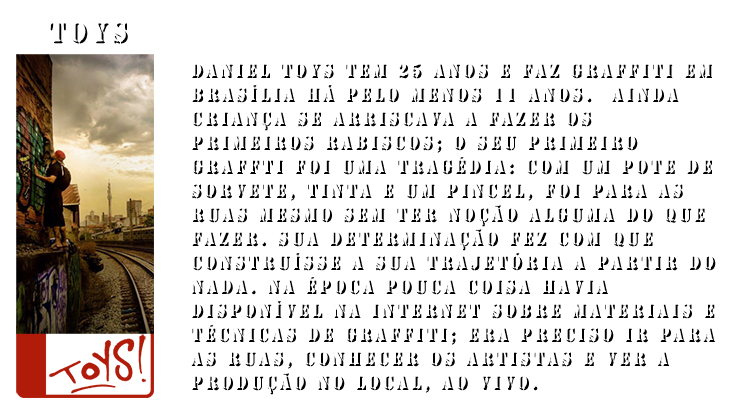 TOYS
DANIEL TOYS TEM 25 ANOS E FAZ GRAFFITI EM
BRASÍLIA HÁ PELO MENOS 11 ANOS. AINDA
CRIANÇA SE ARRISCAVA A FAZER OS
PRIMEIROS RABISCOS; O SEU PRIMEIRO
GRAFFTI FOI UMA TRAGÉDIA: COM UM POTE DE
SORVETE, TINTA E UM PINCEL, FOI PARA AS
RUAS MESMO SEM TER NOÇÃO ALGUMA DO QUE
FAZER. SUA DETERMINAÇÃO FEZ COM QUE
CONSTRUÍSSE A SUA TRAJETÓRIA A PARTIR DO
NADA. NA ÉPOCA POUCA COISA HAVIA
DISPONÍVEL NA INTERNET SOBRE MATERIAIS E
TÉCNICAS DE GRAFFITI; ERA PRECISO IR PARA
AS RUAS, CONHECER OS ARTISTAS E VER A
PRODUÇÃO NO LOCAL, AO VIVO.
TOYS!